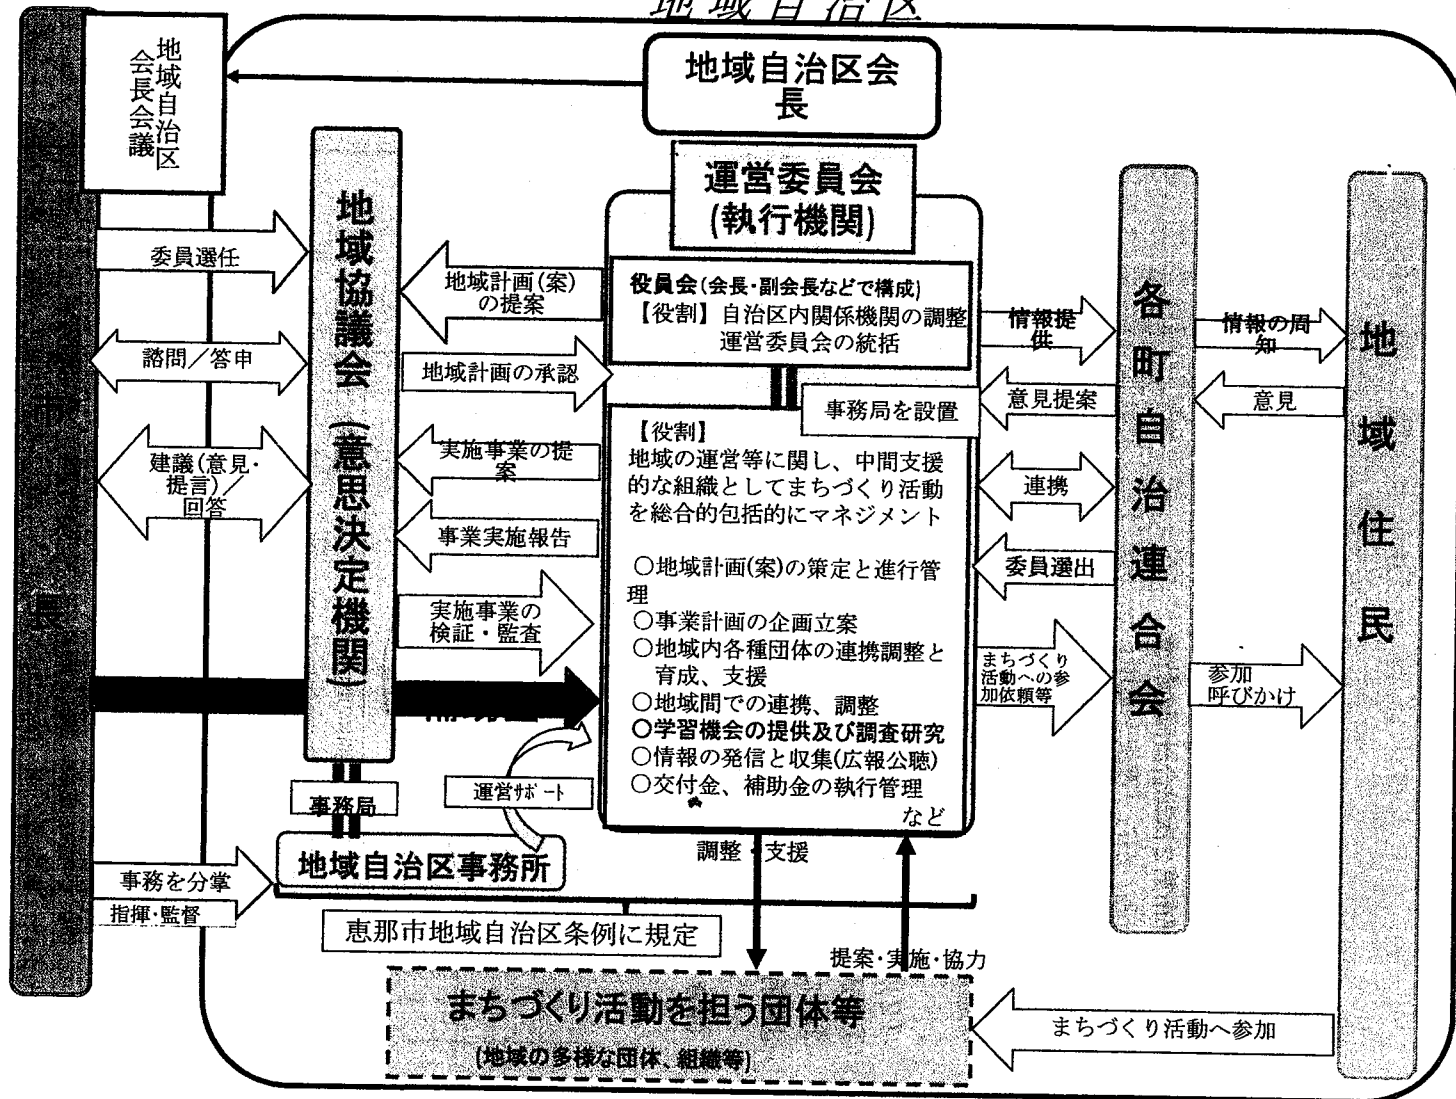 地域自治区
地域自治区
会長会議
地域自治区会
長
運営委員会
(執行機関)
長
委員選任
諮問／答申
建議(意見・
提言)／
回答
地域協議会(意思決定機関)
地域計画(案)
の提案
地域計画の承認
実施事業の提
案
事業実施報告
実施事業の
検証・監査
役員会(会長・副会長などで構成)
【役割】自治区内関係機関の調整
運営委員会の統括
事務局を設置
【役割】
地域の運営等に関し、中間支援
的な組織としてまちづくり活動
を総合的包括的にマネジメント
○地域計画(案)の策定と進行管
理
○事業計画の企画立案
○地域内各種団体の連携調整と
育成、支援
○地域間での連携、調整
○学習機会の提供及び調査研究
○情報の発信と収集(広報公聴)
○交付金、補助金の執行管理
など
情報提
供
意見提案
連携
委員選出
まちづくり
活動への参
加依頼等
各町自治連合会
情報の周
知
意見
参加
呼びかけ
地域住民
事務局
運営サポート
地域自治区事務所
事務を分掌
指揮・監督
恵那市地域自治区条例に規定
調整・支援
提案・実施・協力
まちづくり活動を担う団体等
(地域の多様な団体、組織等)
まちづくり活動へ参加